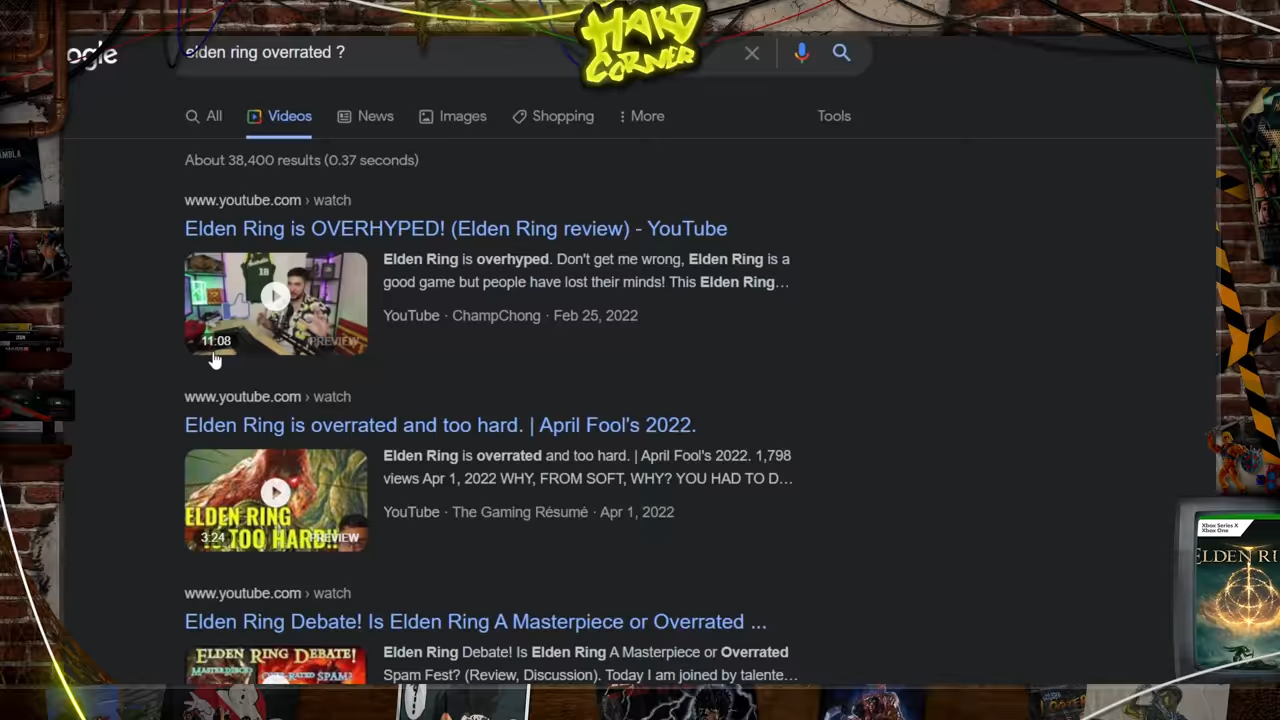 HARD
CORNER
ogle
elden ring overrated ?
All
Videos
News
Images
Shopping
More
Tools
About 38,400 results (0.37 seconds)
www.youtube.com › watch
Elden Ring is OVERHYPED! (Elden Ring review) - YouTube
18
11:08
PREVIEW
Elden Ring is overhyped. Don't get me wrong, Elden Ring is a
good game but people have lost their minds! This Elden Ring...
YouTube · ChampChong · Feb 25, 2022
www.youtube.com › watch
Elden Ring is overrated and too hard. | April Fool's 2022.
ELDEN RING
IS TOO HARD!!
3:24
PREVIEW
Elden Ring is overrated and too hard. | April Fool's 2022. 1,798
views Apr 1, 2022 WHY, FROM SOFT, WHY? YOU HAD TO D...
YouTube · The Gaming Résumé · Apr 1, 2022
Xbox Series X
Xbox One
ELDEN RI
www.youtube.com › watch
Elden Ring Debate! Is Elden Ring A Masterpiece or Overrated ...
ELDEN RING DEBATE!
Elden Ring Debate! Is Elden Ring A Masterpiece or Overrated
Spam Fest? (Review, Discussion). Today I am joined by talente...